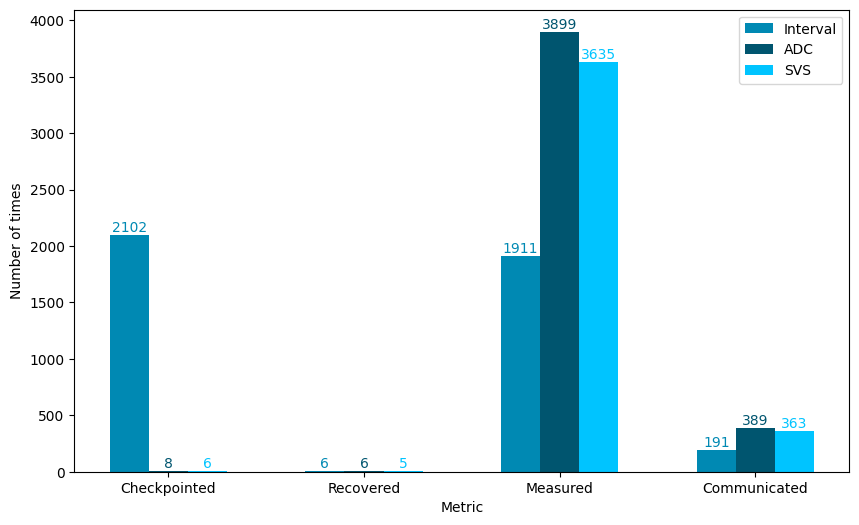 Interval
ADC
SVS
Number of times
4000
3500
3000
2500
2000
1500
1000
500
0
2102
8
6
6
6
5
1911
3899
3635
191
389
363
Checkpointed
Recovered
Measured
Communicated
Metric